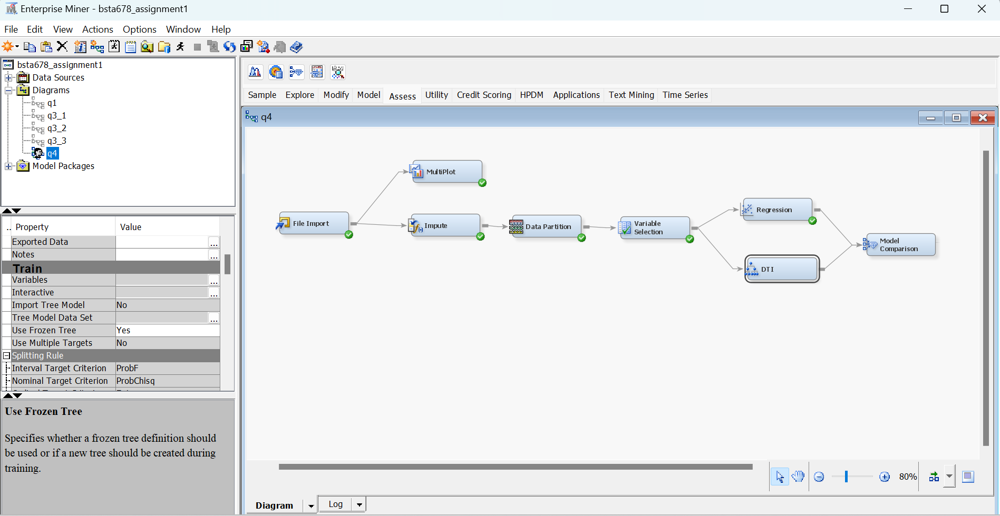 Enterprise Miner - bsta678_assignment1
File Edit View Actions Options Window Help
bsta678_assignment1
Data Sources
Diagrams
q1
q3_1
q3_2
q3_3
q4
Model Packages
.. Property Value
Exported Data ...
Notes ...
Train
Variables ...
Interactive ...
Import Tree Model No
Tree Model Data Set ...
Use Frozen Tree Yes
Use Multiple Targets No
Splitting Rule
Interval Target Criterion ProbF
Nominal Target Criterion ProbChisq
Use Frozen Tree
Specifies whether a frozen tree definition should
be used or if a new tree should be created during
training.
Sample Explore Modify Model Assess Utility Credit Scoring HPDM Applications Text Mining Time Series
q4
MultiPlot
File Import
Impute
Data Partition
Variable
Selection
Regression
DTI
Model
Comparison
80%
Diagram Log